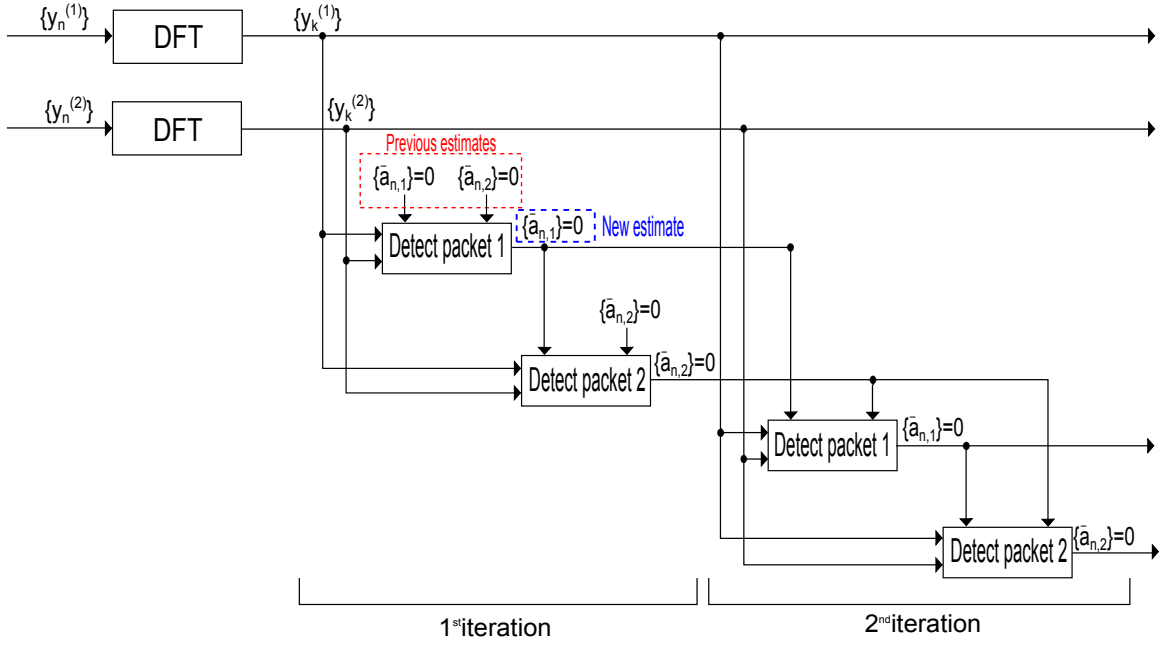 {y_n^(1)}
DFT
{y_k^(1)}
{y_n^(2)}
DFT
{y_k^(2)}
Previous estimates
{ā_n,1}=0 {ā_n,2}=0
{ā_n,1}=0 New estimate
Detect packet 1
{ā_n,2}=0
Detect packet 2
{ā_n,2}=0
Detect packet 1
{ā_n,1}=0
Detect packet 2
{ā_n,2}=0
1st iteration
2nd iteration